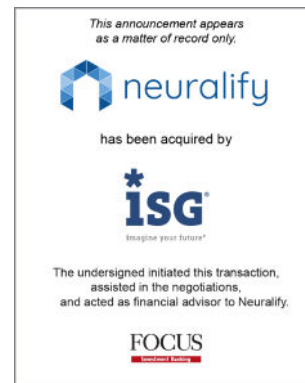 This announcement appears
as a matter of record only.
neuralify
has been acquired by
*
isG®
Imagine your future®
The undersigned initiated this transaction,
assisted in the negotiations,
and acted as financial advisor to Neuralify.
FOCUS
Investment Banking